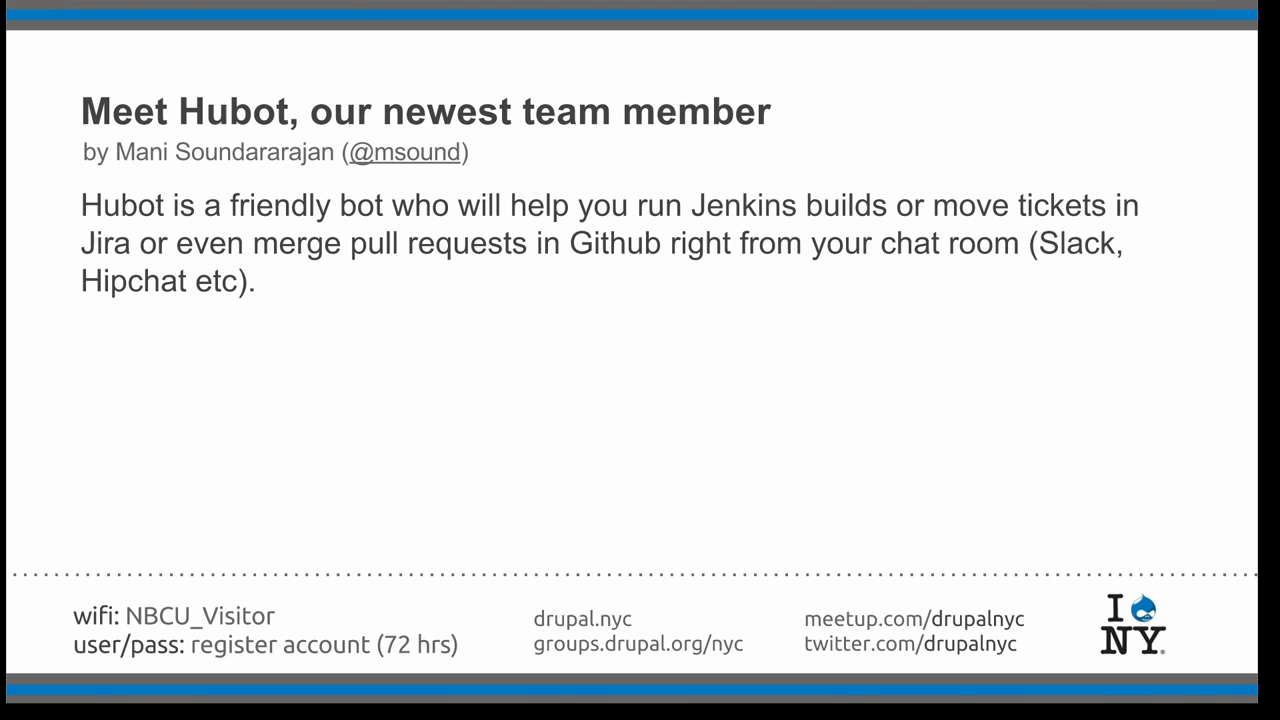 Meet Hubot, our newest team member
by Mani Soundararajan (@msound)
Hubot is a friendly bot who will help you run Jenkins builds or move tickets in
Jira or even merge pull requests in Github right from your chat room (Slack,
Hipchat etc).
wifi: NBCU_Visitor
user/pass: register account (72 hrs)
drupal.nyc
groups.drupal.org/nyc
meetup.com/drupalnyc
twitter.com/drupalnyc
I
NY®